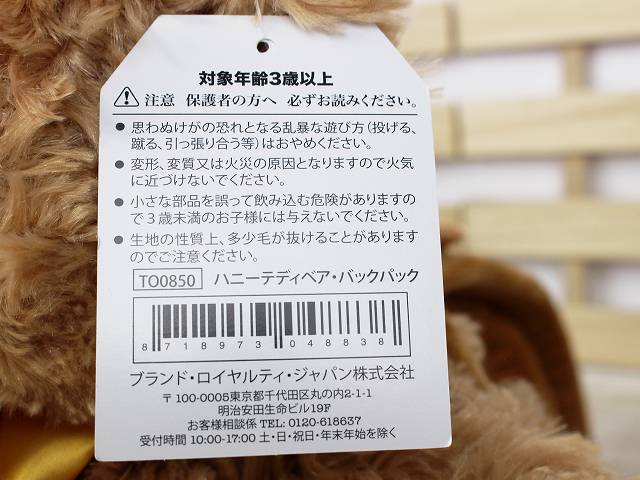 対象年齢3歳以上
注意 保護者の方へ 必ずお読みください。
● 思わぬけがの恐れとなる乱暴な遊び方(投げる、
蹴る、引っ張り合う等)はおやめください。
● 変形、変質又は火災の原因となりますので火気
に近づけないでください。
● 小さな部品を誤って飲み込む危険がありますの
で3歳未満のお子様には与えないでください。
● 生地の性質上、多少毛が抜けることがあります
のでご注意ください。
TO0850 ハニーテディベア・バックパック
8718973048838
ブランド・ロイヤルティ・ジャパン株式会社
〒100-0005東京都千代田区丸の内2-1-1
明治安田生命ビル19F
お客様相談係 TEL: 0120-618637
受付時間 10:00-17:00 土・日・祝日・年末年始を除く